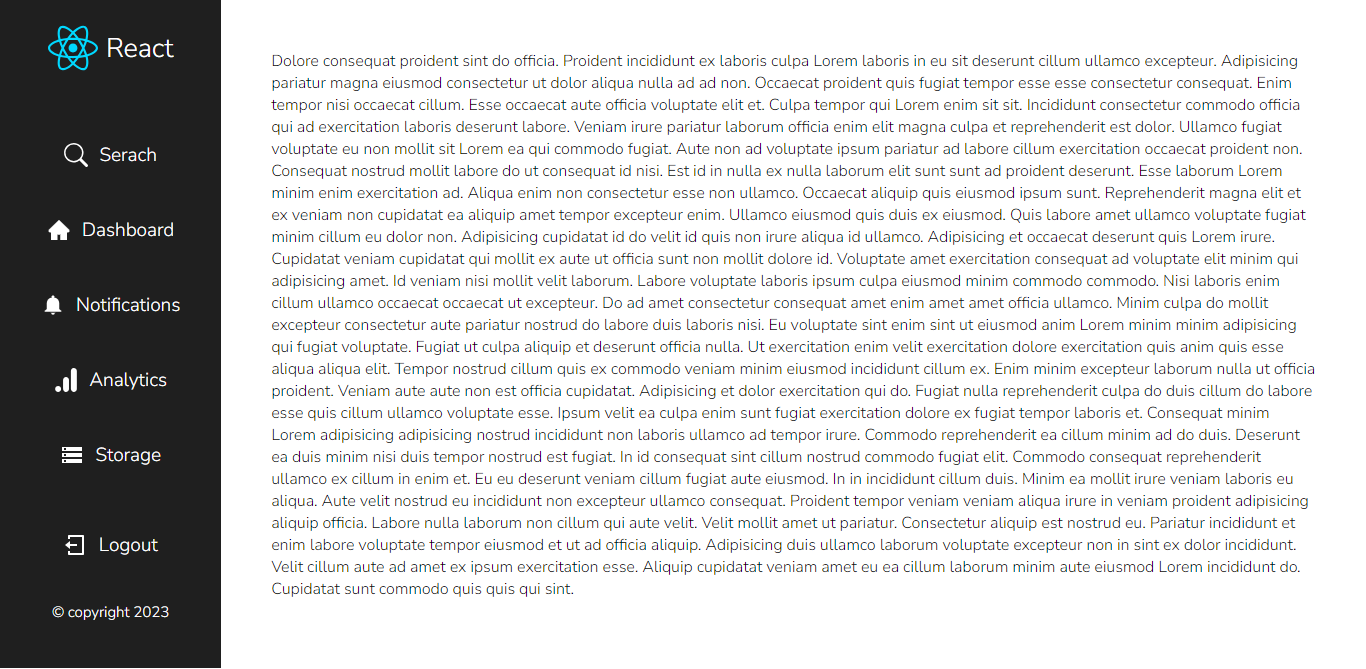 React
Serach
Dashboard
Notifications
Analytics
Storage
Logout
© copyright 2023
Dolore consequat proident sint do officia. Proident incididunt ex laboris culpa Lorem laboris in eu sit deserunt cillum ullamco excepteur. Adipisicing
pariatur magna eiusmod consectetur ut dolor aliqua nulla ad ad non. Occaecat proident quis fugiat tempor esse esse consectetur consequat. Enim
tempor nisi occaecat cillum. Esse occaecat aute officia voluptate elit et. Culpa tempor qui Lorem enim sit sit. Incididunt consectetur commodo officia
qui ad exercitation laboris deserunt labore. Veniam irure pariatur laborum officia enim elit magna culpa et reprehenderit est dolor. Ullamco fugiat
voluptate eu non mollit sit Lorem ea qui commodo fugiat. Aute non ad voluptate ipsum pariatur ad labore cillum exercitation occaecat proident non.
Consequat nostrud mollit labore do ut consequat id nisi. Est id in nulla ex nulla laborum elit sunt sunt ad proident deserunt. Esse laborum Lorem
minim enim exercitation ad. Aliqua enim non consectetur esse non ullamco. Occaecat aliquip quis eiusmod ipsum sunt. Reprehenderit magna elit et
ex veniam non cupidatat ea aliquip amet tempor excepteur enim. Ullamco eiusmod quis duis ex eiusmod. Quis labore amet ullamco voluptate fugiat
minim cillum eu dolor non. Adipisicing cupidatat id do velit id quis non irure aliqua id ullamco. Adipisicing et occaecat deserunt quis Lorem irure.
Cupidatat veniam cupidatat qui mollit ex aute ut officia sunt non mollit dolore id. Voluptate amet exercitation consequat ad voluptate elit minim qui
adipisicing amet. Id veniam nisi mollit velit laborum. Labore voluptate laboris ipsum culpa eiusmod minim commodo commodo. Nisi laboris enim
cillum ullamco occaecat occaecat ut excepteur. Do ad amet consectetur consequat amet enim amet amet officia ullamco. Minim culpa do mollit
excepteur consectetur aute pariatur nostrud do labore duis laboris nisi. Eu voluptate sint enim sint ut eiusmod anim Lorem minim minim adipisicing
qui fugiat voluptate. Fugiat ut culpa aliquip et deserunt officia nulla. Ut exercitation enim velit exercitation dolore exercitation quis anim quis esse
aliqua aliqua elit. Tempor nostrud cillum quis ex commodo veniam minim eiusmod incididunt cillum ex. Enim minim excepteur laborum nulla ut officia
proident. Veniam aute aute non est officia cupidatat. Adipisicing et dolor exercitation qui do. Fugiat nulla reprehenderit culpa do duis cillum do labore
esse quis cillum ullamco voluptate esse. Ipsum velit ea culpa enim sunt fugiat exercitation dolore ex fugiat tempor laboris et. Consequat minim
Lorem adipisicing adipisicing nostrud incididunt non laboris ullamco ad tempor irure. Commodo reprehenderit ea cillum minim ad do duis. Deserunt
ea duis minim nisi duis tempor nostrud est fugiat. In id consequat sint cillum nostrud commodo fugiat elit. Commodo consequat reprehenderit
ullamco ex cillum in enim et. Eu eu deserunt veniam cillum fugiat aute eiusmod. In in incididunt cillum duis. Minim ea mollit irure veniam laboris eu
aliqua. Aute velit nostrud eu incididunt non excepteur ullamco consequat. Proident tempor veniam veniam aliqua irure in veniam proident adipisicing
aliquip officia. Labore nulla laborum non cillum qui aute velit. Velit mollit amet ut pariatur. Consectetur aliquip est nostrud eu. Pariatur incididunt et
enim labore voluptate tempor eiusmod et ut ad officia aliquip. Adipisicing duis ullamco laborum voluptate excepteur non in sint ex dolor incididunt.
Velit cillum aute ad amet ex ipsum exercitation esse. Aliquip cupidatat veniam amet eu ea cillum laborum minim aute eiusmod Lorem incididunt do.
Cupidatat sunt commodo quis quis qui sint.